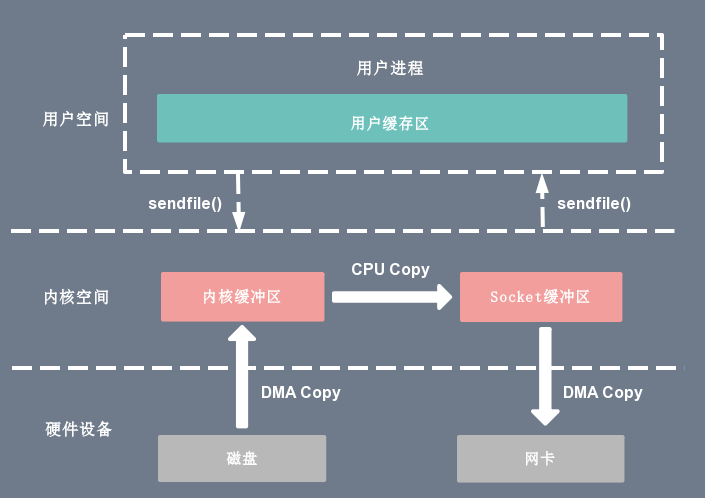 用户进程
用户空间
用户缓存区
sendfile()
sendfile()
CPU Copy
内核空间
内核缓冲区
Socket缓冲区
DMA Copy
DMA Copy
硬件设备
磁盘
网卡